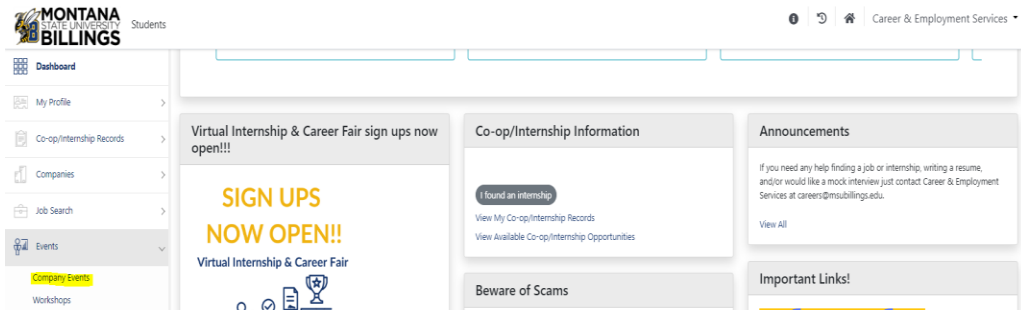 MONTANA
STATE UNIVERSITY
BILLINGS
Students
Career & Employment Services
Dashboard
My Profile
Co-op/Internship Records
Companies
Job Search
Events
Company Events
Workshops
Virtual Internship & Career Fair sign ups now
open!!!
SIGN UPS
NOW OPEN!!
Virtual Internship & Career Fair
Co-op/Internship Information
I found an internship
View My Co-op/Internship Records
View Available Co-op/Internship Opportunities
Beware of Scams
Announcements
If you need any help finding a job or internship, writing a resume,
and/or would like a mock interview just contact Career & Employment
Services at careers@msubillings.edu.
View All
Important Links!